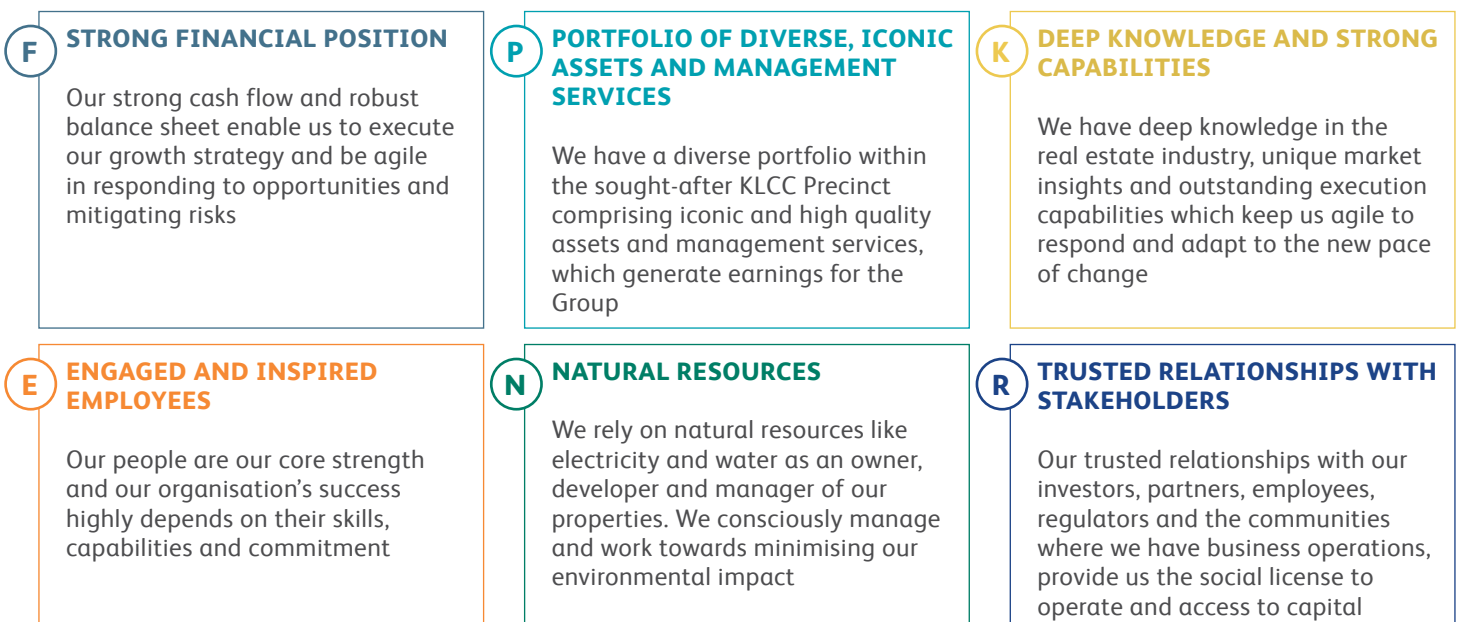 F
STRONG FINANCIAL POSITION
Our strong cash flow and robust
balance sheet enable us to execute
our growth strategy and be agile
in responding to opportunities and
mitigating risks
P
PORTFOLIO OF DIVERSE, ICONIC
ASSETS AND MANAGEMENT
SERVICES
We have a diverse portfolio within
the sought-after KLCC Precinct
comprising iconic and high quality
assets and management services,
which generate earnings for the
Group
K
DEEP KNOWLEDGE AND STRONG
CAPABILITIES
We have deep knowledge in the
real estate industry, unique market
insights and outstanding execution
capabilities which keep us agile to
respond and adapt to the new pace
of change
E
ENGAGED AND INSPIRED
EMPLOYEES
Our people are our core strength
and our organisation’s success
highly depends on their skills,
capabilities and commitment
N
NATURAL RESOURCES
We rely on natural resources like
electricity and water as an owner,
developer and manager of our
properties. We consciously manage
and work towards minimising our
environmental impact
R
TRUSTED RELATIONSHIPS WITH
STAKEHOLDERS
Our trusted relationships with our
investors, partners, employees,
regulators and the communities
where we have business operations,
provide us the social license to
operate and access to capital